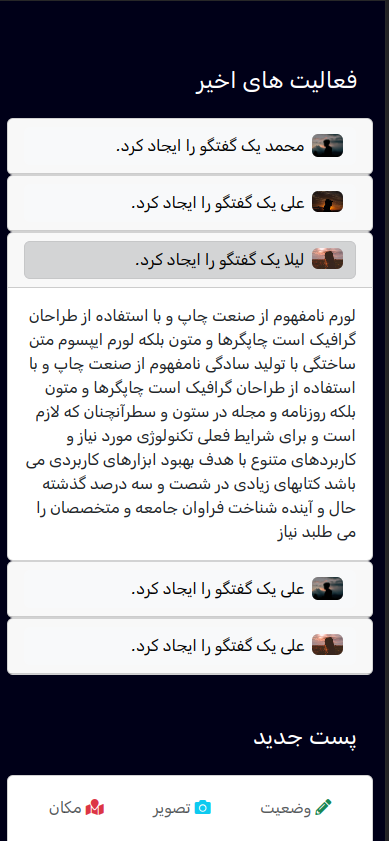 فعالیت های اخیر
محمد یک گفتگو را ایجاد کرد.
علی یک گفتگو را ایجاد کرد.
لیلا یک گفتگو را ایجاد کرد.
لورم نامفهوم از صنعت چاپ و با استفاده از طراحان
گرافیک است چاپگرها و متون بلکه لورم ایپسوم متن
ساختگی با تولید سادگی نامفهوم از صنعت چاپ و با
استفاده از طراحان گرافیک است چاپگرها و متون
بلکه روزنامه و مجله در ستون و سطرآنچنان که لازم
است و برای شرایط فعلی تکنولوژی مورد نیاز و
کاربردهای متنوع با هدف بهبود ابزارهای کاربردی می
باشد کتابهای زیادی در شصت و سه درصد گذشته
حال و آینده شناخت فراوان جامعه و متخصصان را
می طلبد نیاز
علی یک گفتگو را ایجاد کرد.
علی یک گفتگو را ایجاد کرد.
پست جدید
وضعیت تصویر مکان